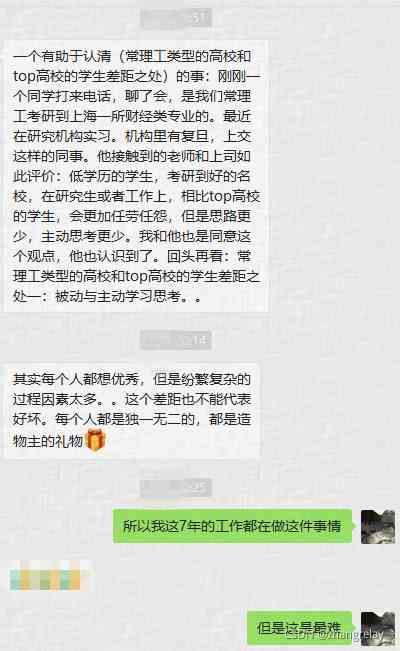 :51
一个有助于认清（常理工类型的高校和
top高校的学生差距之处）的事：刚刚一
个同学打来电话，聊了会，是我们常理
工考研到上海一所财经类专业的。最近
在研究机构实习。机构里有复旦，上交
这样的同事。他接触到的老师和上司如
此评价：低学历的学生，考研到好的名
校，在研究生或者工作上，相比top高校
的学生，会更加任劳任怨，但是思路更
少，主动思考更少。我和他也是同意这
个观点，他也认识到了。回头再看：常
理工类型的高校和top高校的学生差距之
处一：被动与主动学习思考。。
:14
其实每个人都想优秀，但是纷繁复杂的
过程因素太多。。这个差距也不能代表
好坏。每个人都是独一无二的，都是造
物主的礼物🎁
:25
所以我这7年的工作都在做这件事情
但是这是最难
CSDN @zhangrelay